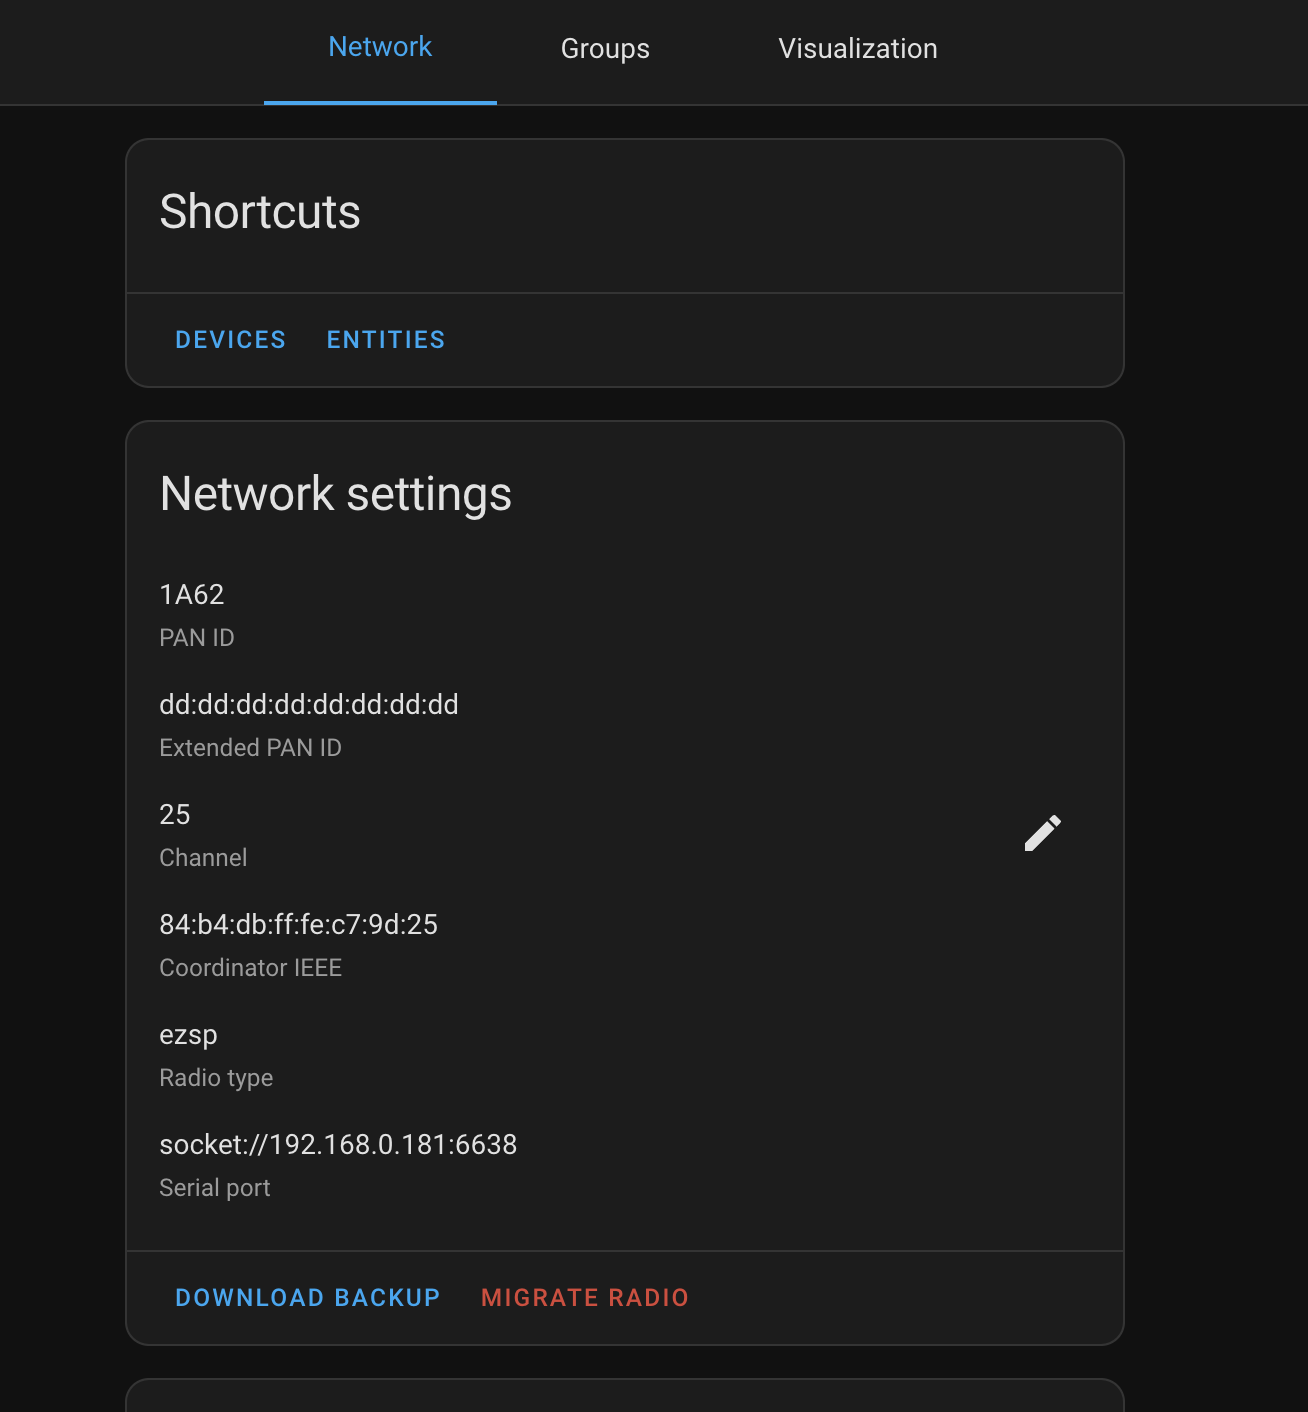 Network Groups Visualization
Shortcuts
DEVICES ENTITIES
Network settings
1A62
PAN ID
dd:dd:dd:dd:dd:dd:dd:dd
Extended PAN ID
25
Channel
84:b4:db:ff:fe:c7:9d:25
Coordinator IEEE
ezsp
Radio type
socket://192.168.0.181:6638
Serial port
DOWNLOAD BACKUP MIGRATE RADIO